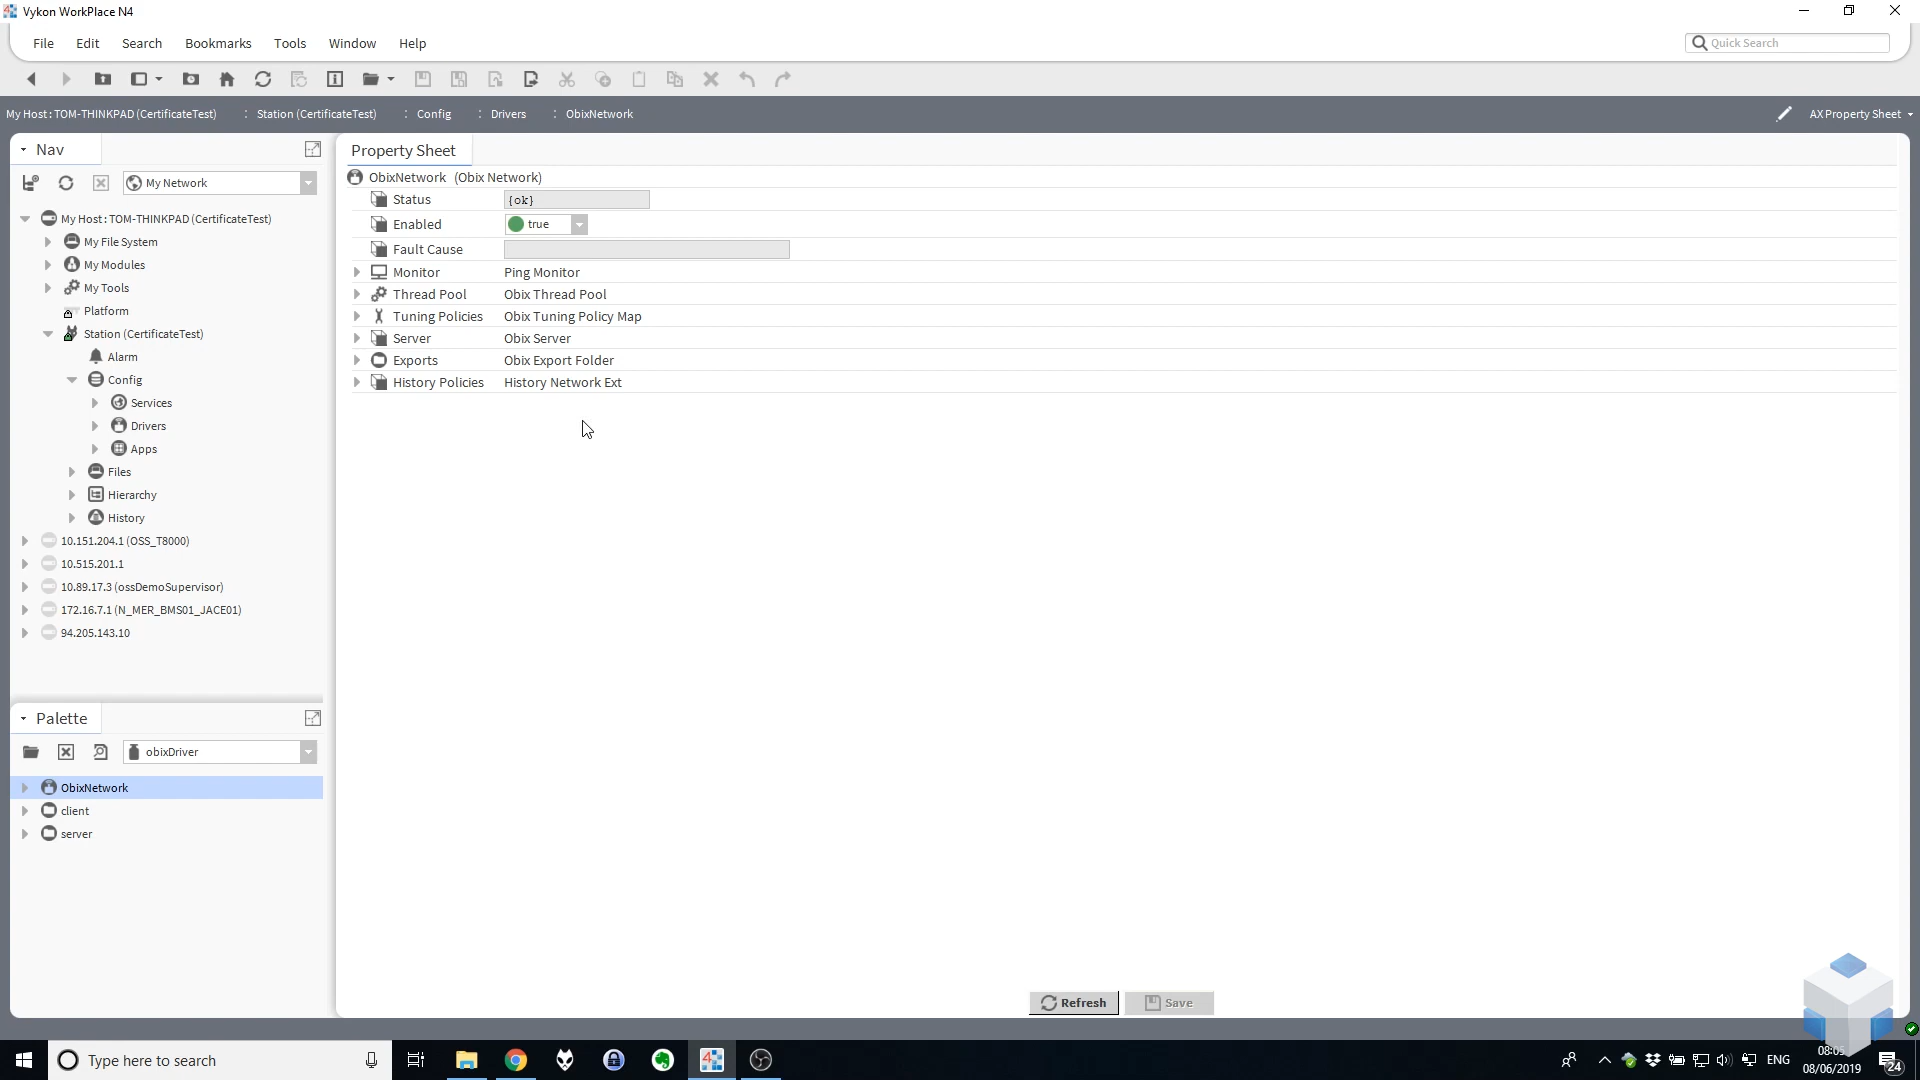 Vykon WorkPlace N4
File Edit Search Bookmarks Tools Window Help
Quick Search
My Host : TOM-THINKPAD (CertificateTest) : Station (CertificateTest) : Config : Drivers : ObixNetwork
AX Property Sheet
Nav
My Network
My Host : TOM-THINKPAD (CertificateTest)
My File System
My Modules
My Tools
Platform
Station (CertificateTest)
Alarm
Config
Services
Drivers
Apps
Files
Hierarchy
History
10.151.204.1 (OSS_T8000)
10.515.201.1
10.89.17.3 (ossDemoSupervisor)
172.16.7.1 (N_MER_BMS01_JACE01)
94.205.143.10
Palette
obixDriver
ObixNetwork
client
server
Property Sheet
ObixNetwork (Obix Network)
Status {ok}
Enabled true
Fault Cause
Monitor Ping Monitor
Thread Pool Obix Thread Pool
Tuning Policies Obix Tuning Policy Map
Server Obix Server
Exports Obix Export Folder
History Policies History Network Ext
Refresh Save
Type here to search
ENG
08:05
08/06/2019
24